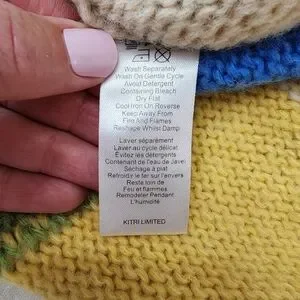 Wash Separately
Wash On Gentle Cycle
Avoid Detergent
Containing Bleach
Dry Flat
Cool Iron On Reverse
Keep Away From
Fire And Flames
Reshape Whilst Damp
Laver séparément
Laver au cycle délicat
Évitez les détergents
Contenant de l'eau de Javel
Séchage à plat
Refroidir le fer sur l'envers
Reste loin de
Feu et flammes
Remodeler Pendant
L'humidité
KITRI LIMITED